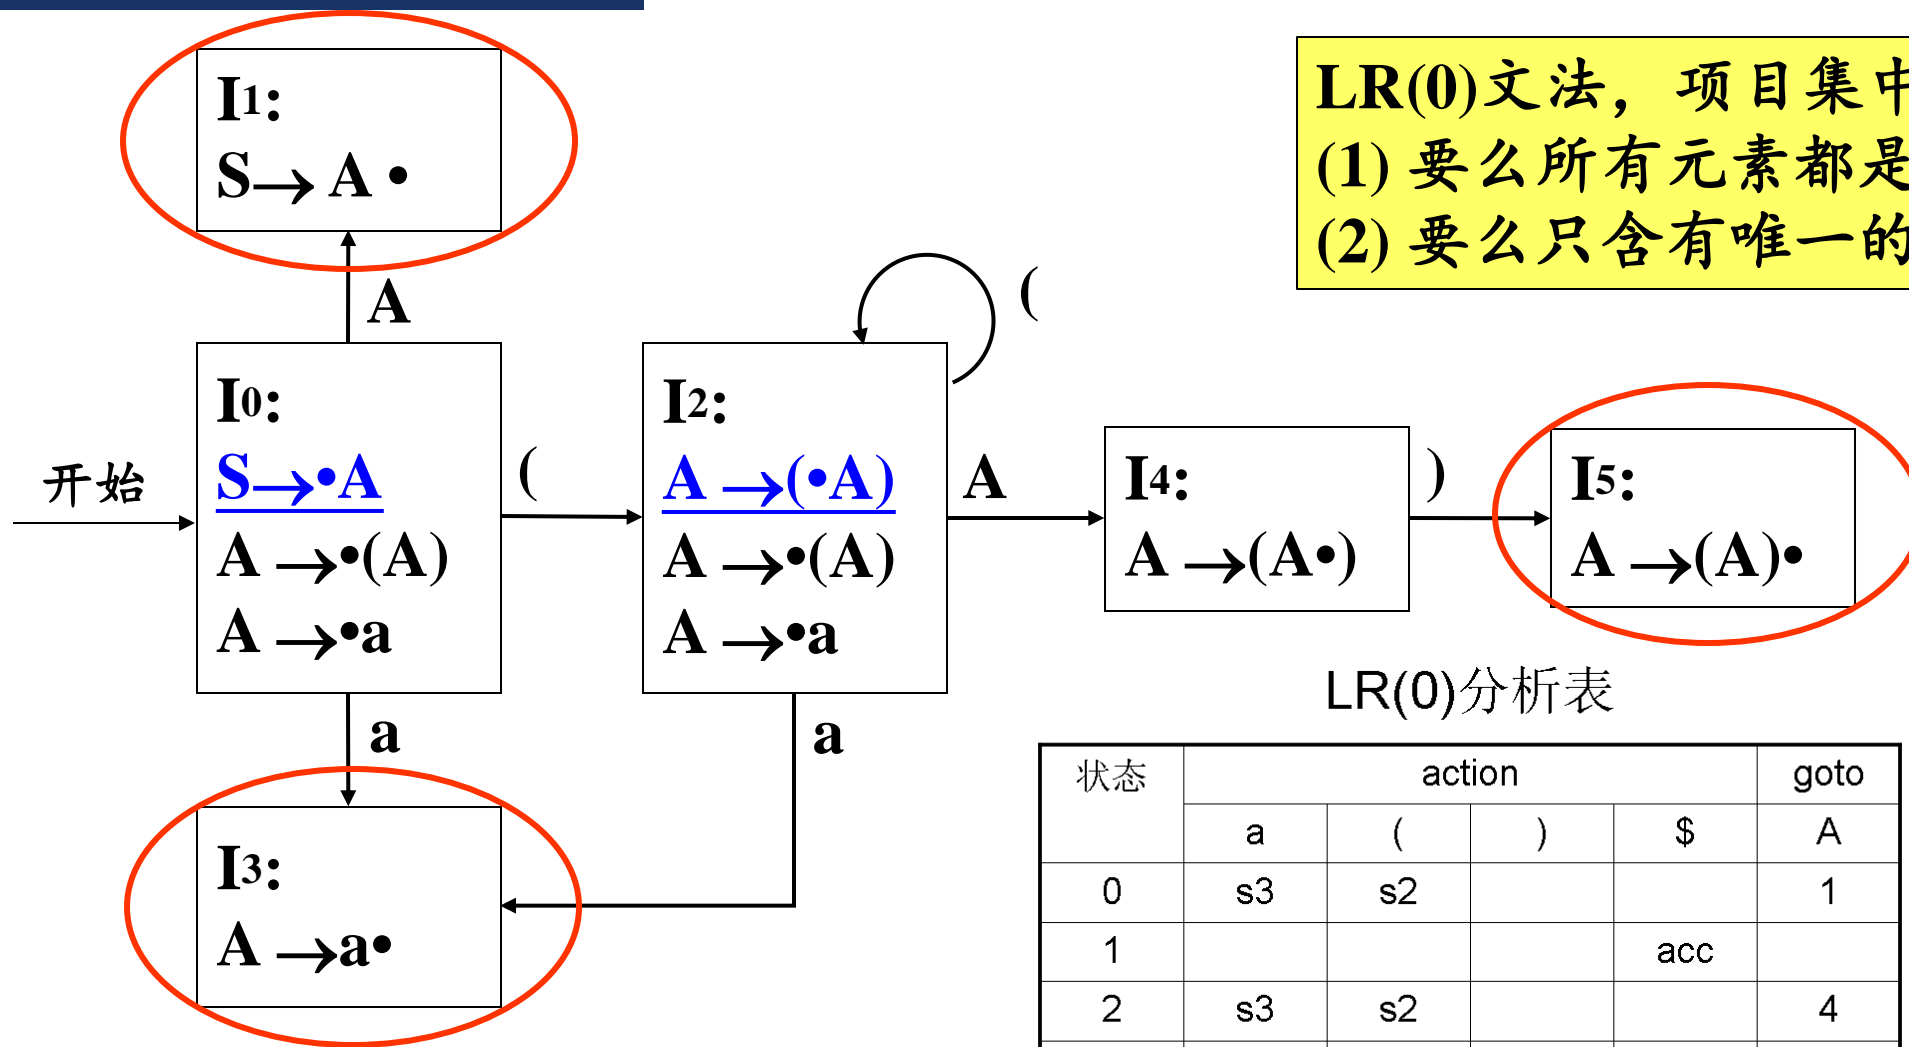 I1:
S→ A •
LR(0)文法，项目集中
(1) 要么所有元素都是
(2) 要么只含有唯一的
A
(
开始
I0:
S→•A
A →•(A)
A →•a
(
I2:
A →(•A)
A →•(A)
A →•a
A
I4:
A →(A•)
)
I5:
A →(A)•
a
a
I3:
A →a•
LR(0)分析表
状态 action goto
a ( ) $ A
0 s3 s2 1
1 acc
2 s3 s2 4